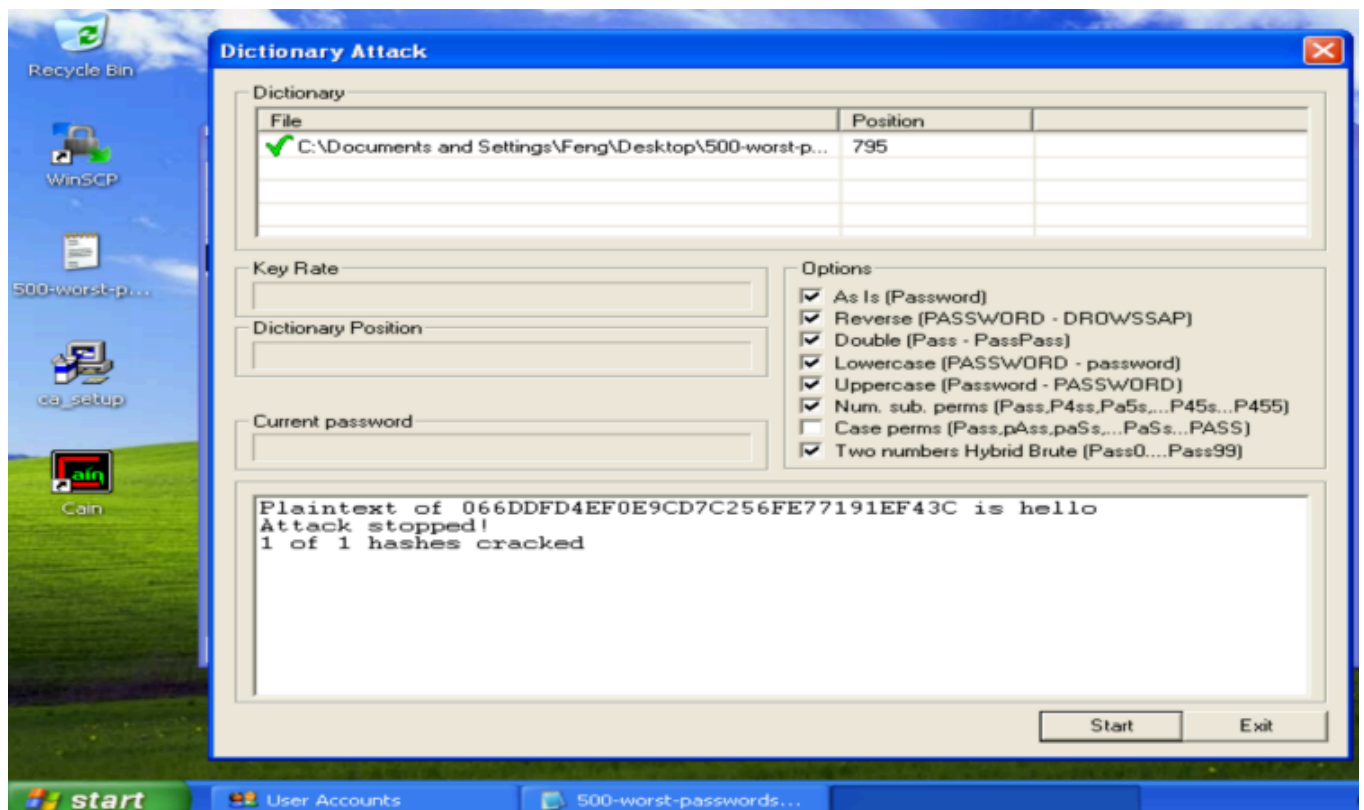 Recycle Bin
WinSCP
500-worst-p...
ca_setup
Cain
Dictionary Attack
Dictionary
File Position
C:\Documents and Settings\Feng\Desktop\500-worst-p... 795
Key Rate
Dictionary Position
Current password
Options
As Is (Password)
Reverse (PASSWORD - DROWSSAP)
Double (Pass - PassPass)
Lowercase (PASSWORD - password)
Uppercase (Password - PASSWORD)
Num. sub. perms (Pass,P4ss,Pa5s,...P45s...P455)
Case perms (Pass,pAss,paSs,...PaSs...PASS)
Two numbers Hybrid Brute (Pass0....Pass99)
Plaintext of 066DDFD4EF0E9CD7C256FE77191EF43C is hello
Attack stopped!
1 of 1 hashes cracked
Start Exit
start User Accounts 500-worst-passwords...